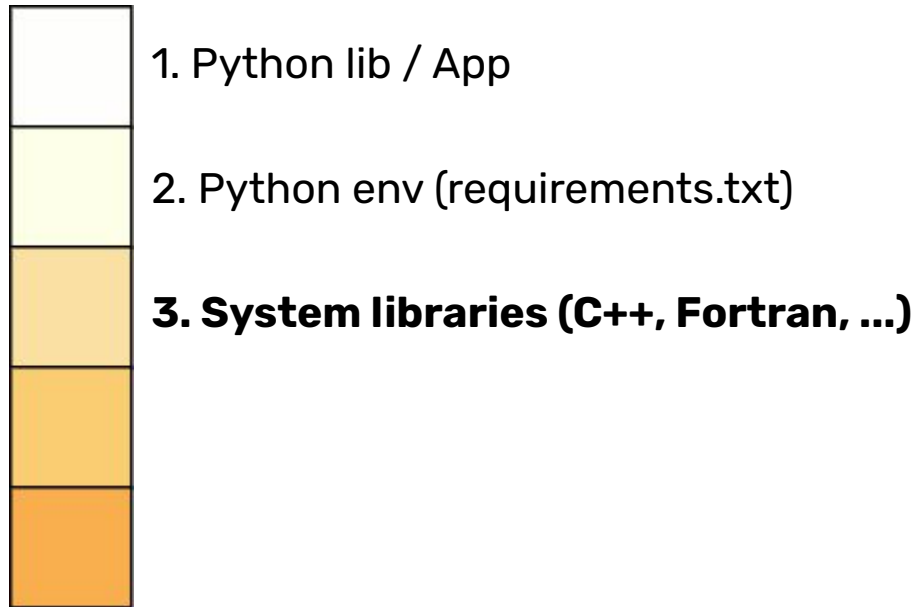 1. Python lib / App
2. Python env (requirements.txt)
3. System libraries (C++, Fortran, ...)